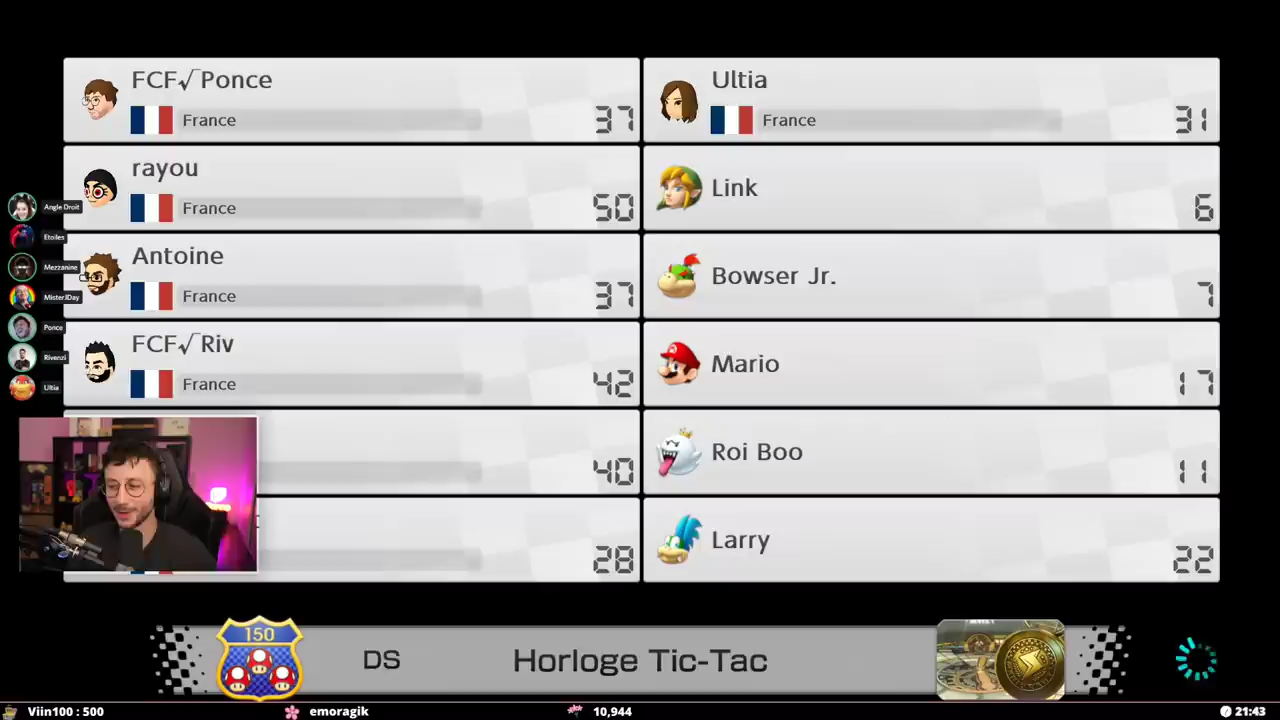 FCF√Ponce
France
37
Ultia
France
31
rayou
France
50
Link
6
Antoine
France
37
Bowser Jr.
7
FCF√Riv
France
42
Mario
17
40
Roi Boo
11
28
Larry
22
Angle Droit
Etoiles
Mezzanine
MisterJDay
Ponce
Rivenzi
Ultia
150
DS
Horloge Tic-Tac
Viin100 : 500
emoragik
10,944
21:43